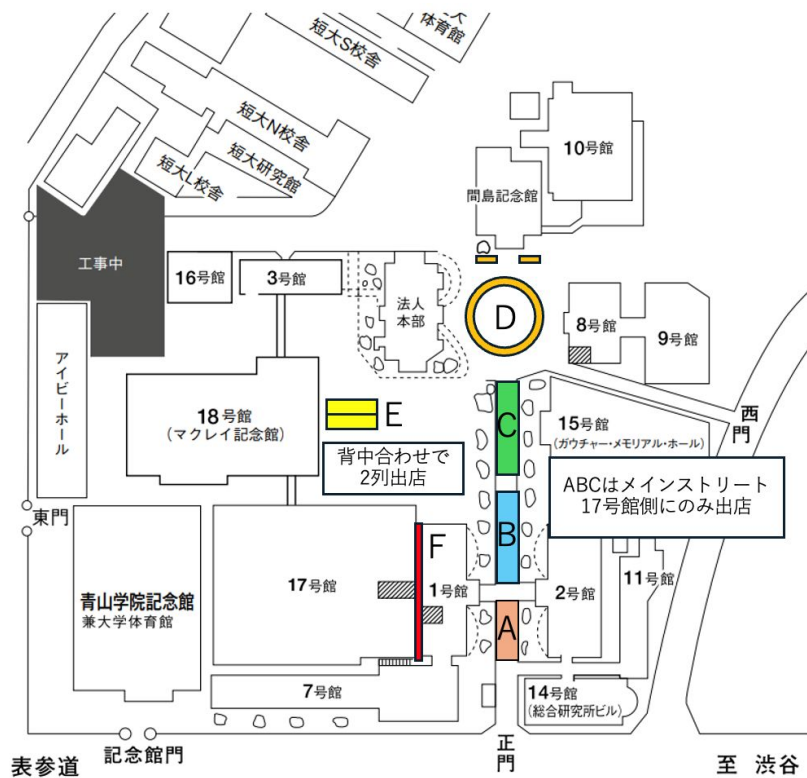 体育館
短大S校舎
短大N校舎
短大研究館
短大L校舎
10号館
間島記念館
工事中
16号館
3号館
法人
本部
D
8号館
9号館
アイビーホール
18号館
(マクレイ記念館)
E
背中合わせで
2列出店
C
15号館
(ガウチャー・メモリアル・ホール)
西門
ABCはメインストリート
17号館側にのみ出店
東門
B
F
17号館
1号館
2号館
11号館
青山学院記念館
兼大学体育館
A
7号館
14号館
(総合研究所ビル)
記念館門
正門
表参道
至 渋谷